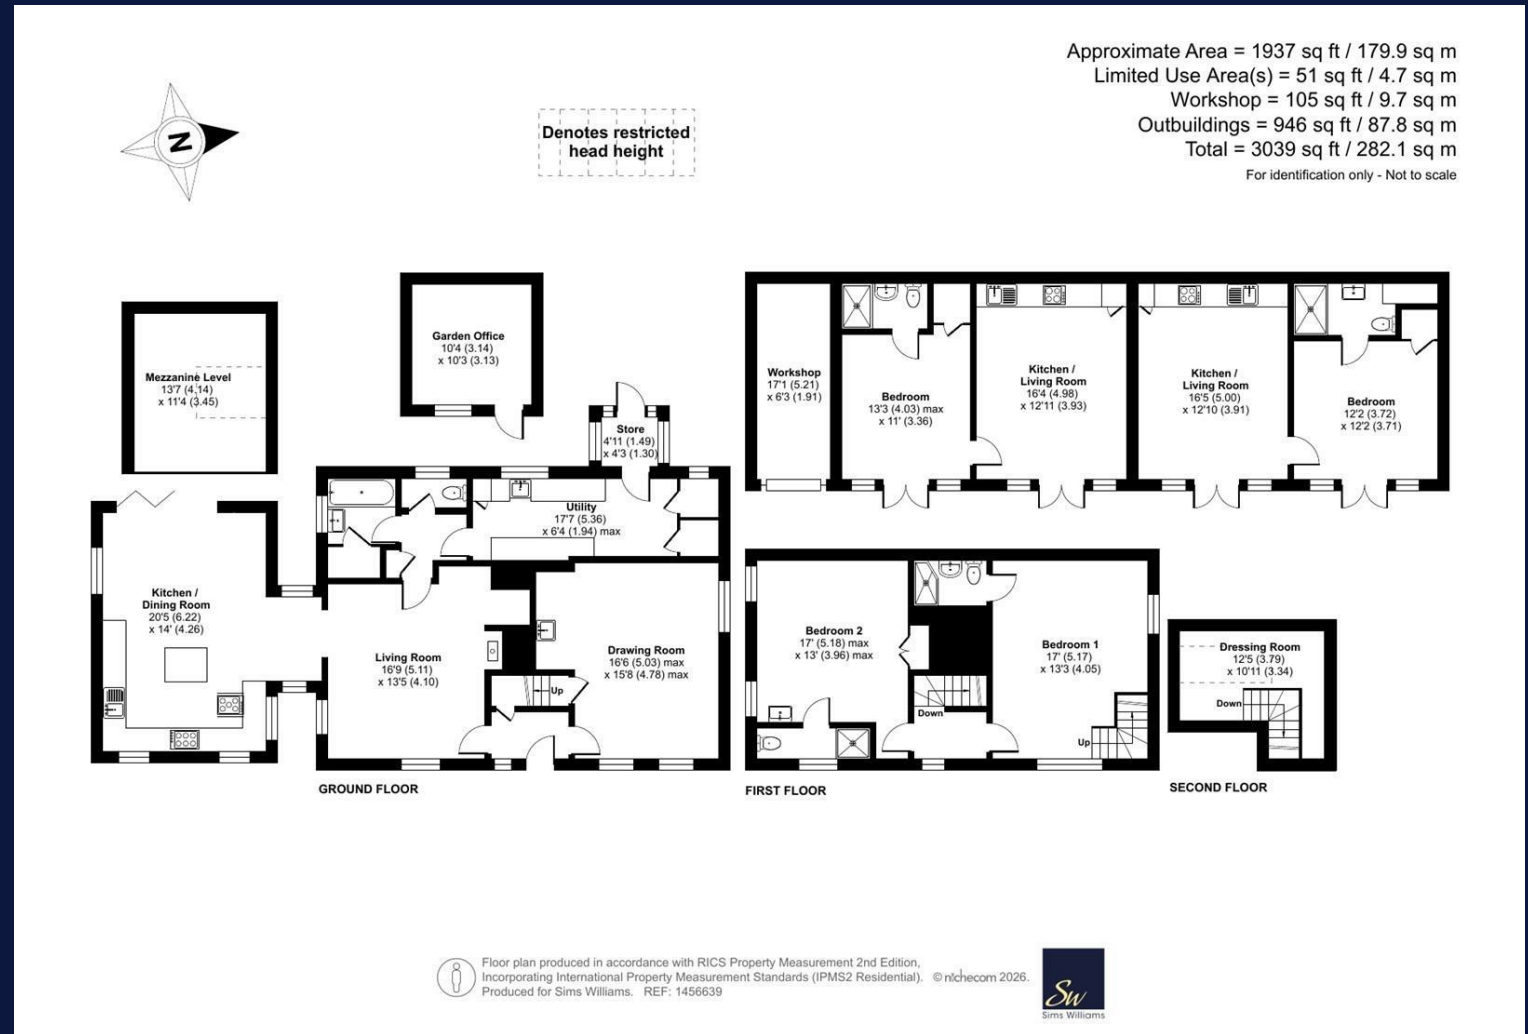 Approximate Area = 1937 sq ft / 179.9 sq m
Limited Use Area(s) = 51 sq ft / 4.7 sq m
Workshop = 105 sq ft / 9.7 sq m
Outbuildings = 946 sq ft / 87.8 sq m
Total = 3039 sq ft / 282.1 sq m
For identification only - Not to scale
N
Denotes restricted
head height
Mezzanine Level
13'7 (4.14)
x 11'4 (3.45)
Garden Office
10'4 (3.14)
x 10'3 (3.13)
Store
4'11 (1.49)
x 4'3 (1.30)
Utility
17'7 (5.36)
x 6'4 (1.94) max
Kitchen /
Dining Room
20'5 (6.22)
x 14' (4.26)
Living Room
16'9 (5.11)
x 13'5 (4.10)
Drawing Room
16'6 (5.03) max
x 15'8 (4.78) max
Up
GROUND FLOOR
Workshop
17'1 (5.21)
x 6'3 (1.91)
Bedroom
13'3 (4.03) max
x 11' (3.36)
Kitchen /
Living Room
16'4 (4.98)
x 12'11 (3.93)
Kitchen /
Living Room
16'5 (5.00)
x 12'10 (3.91)
Bedroom
12'2 (3.72)
x 12'2 (3.71)
Bedroom 2
17' (5.18) max
x 13' (3.96) max
Bedroom 1
17' (5.17)
x 13'3 (4.05)
Down
Up
FIRST FLOOR
Dressing Room
12'5 (3.79)
x 10'11 (3.34)
Down
SECOND FLOOR
Floor plan produced in accordance with RICS Property Measurement 2nd Edition,
Incorporating International Property Measurement Standards (IPMS2 Residential). © nichecom 2026.
Produced for Sims Williams. REF: 1456639
Sw
Sims Williams